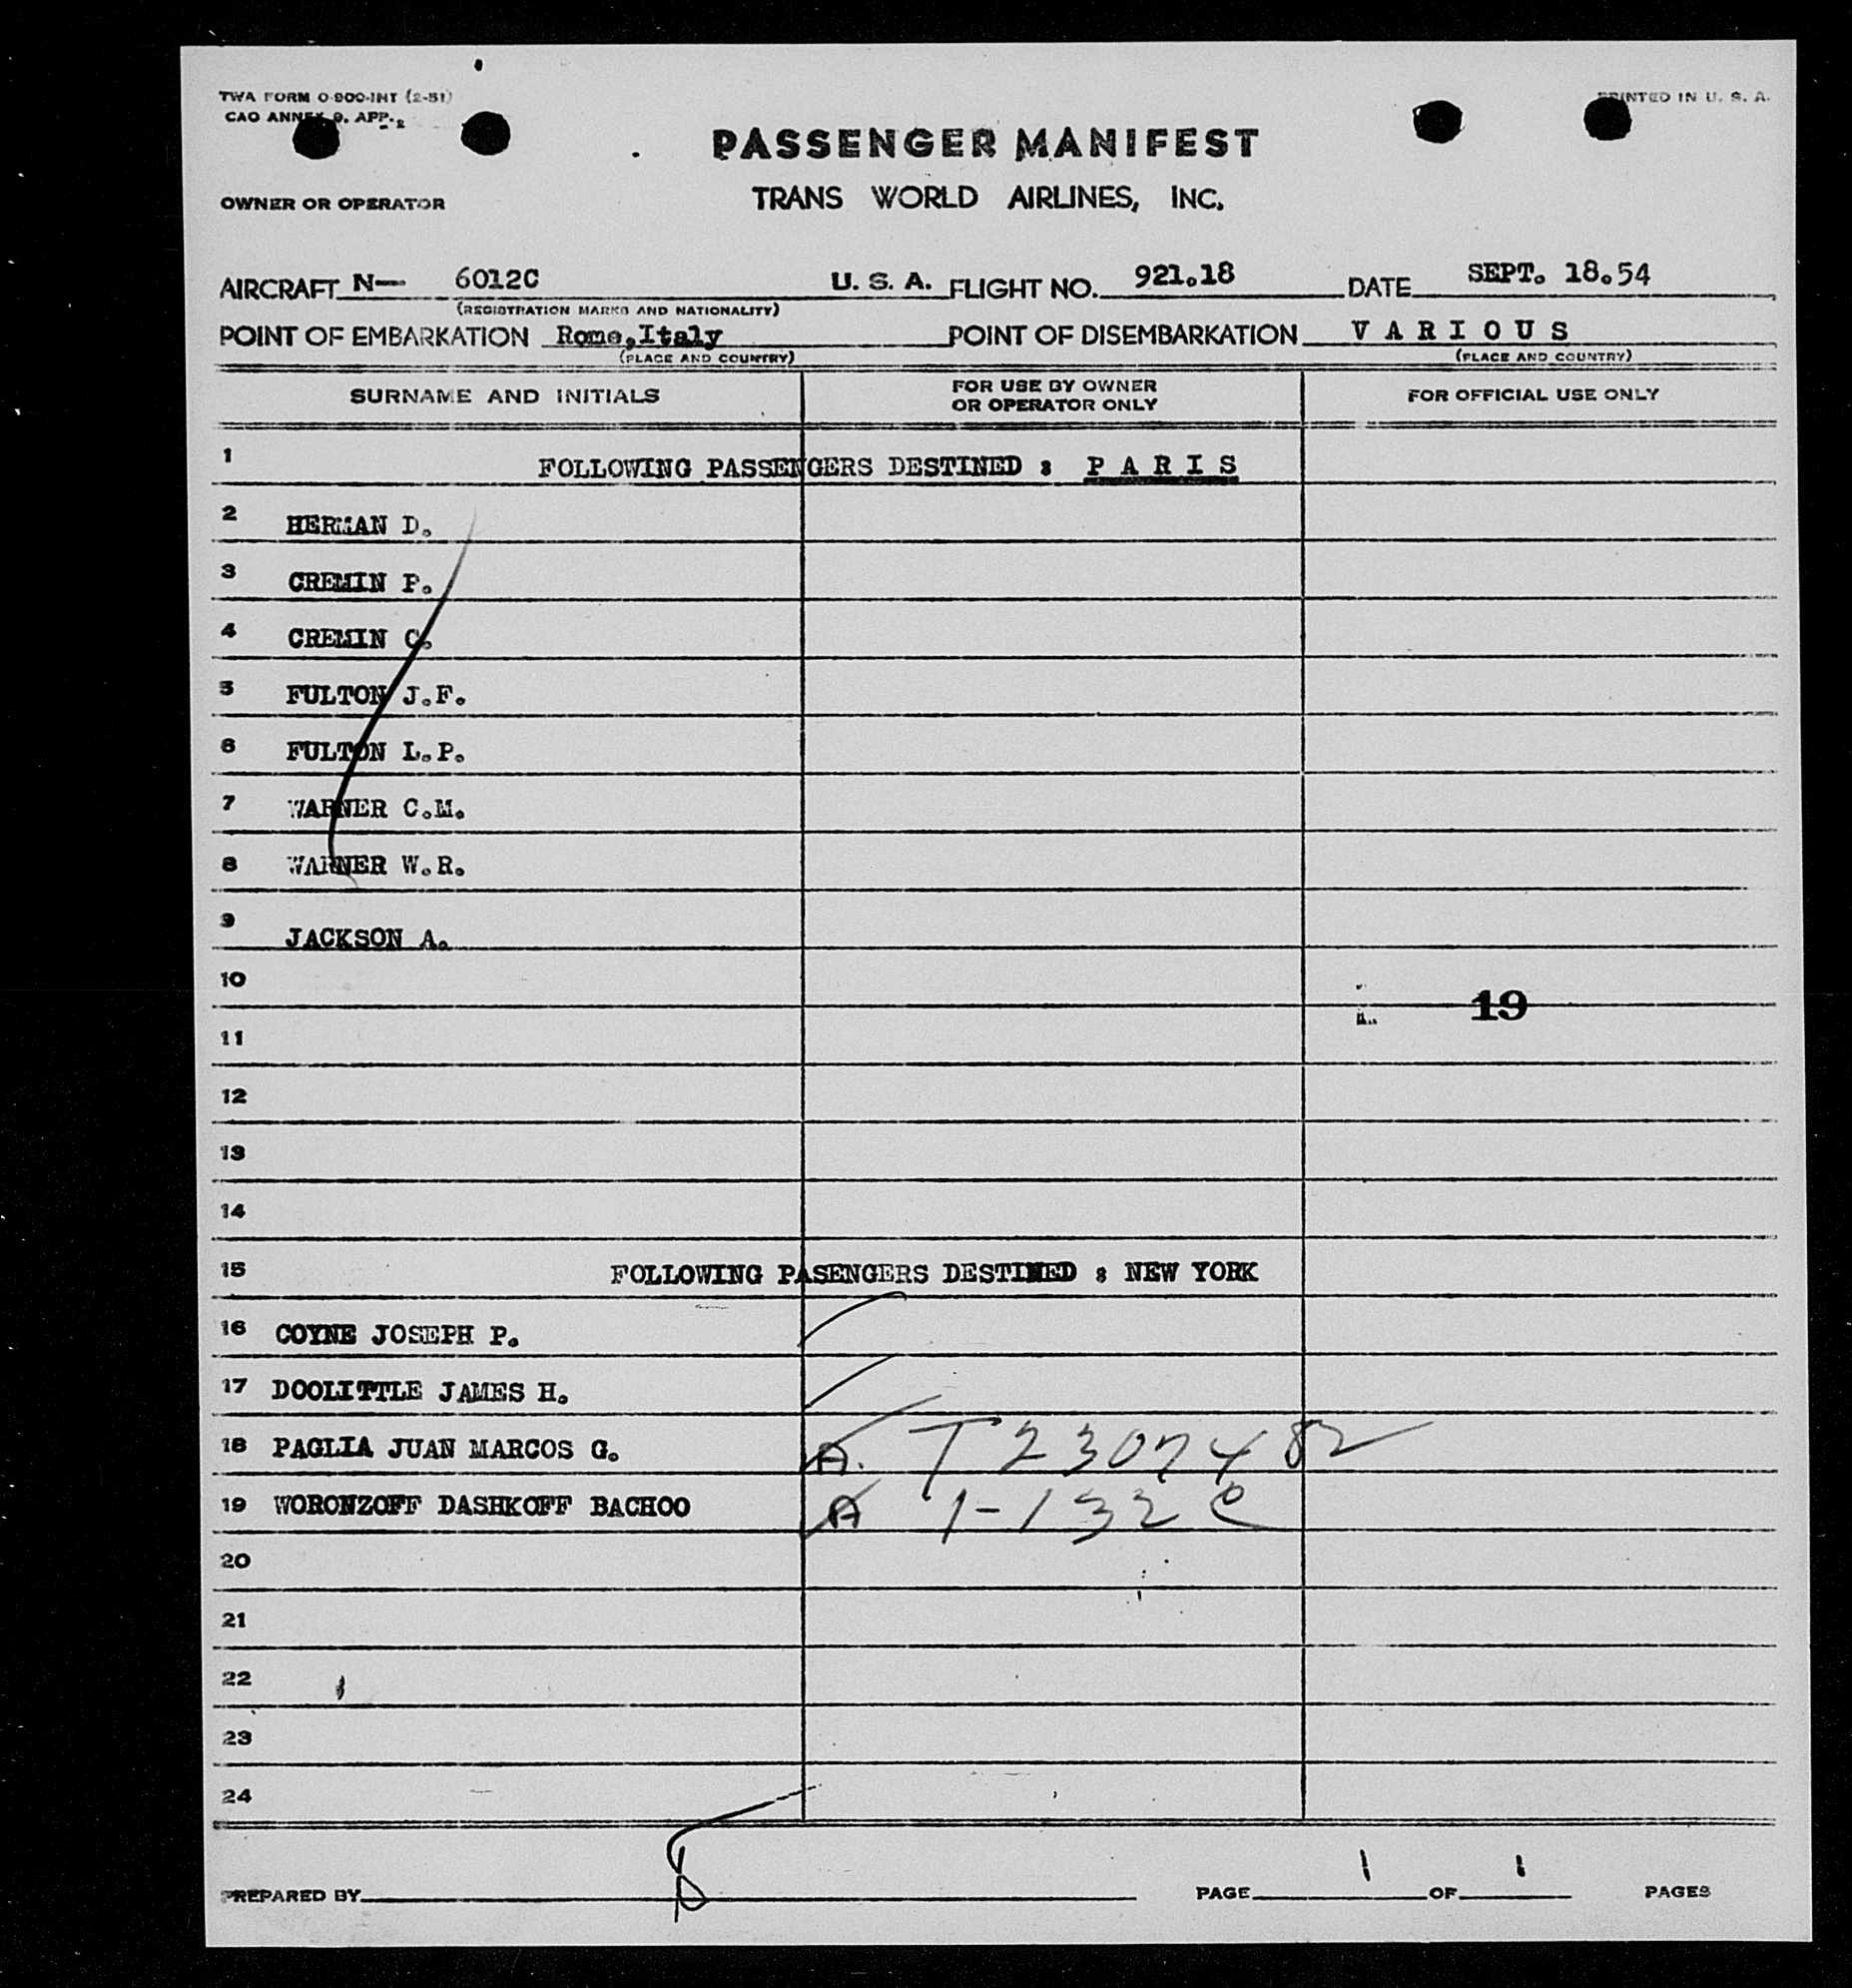 TWA FORM O-900-INT (2-51)
PRINTED IN U. S. A.
CAO ANNEX 9. APP. 2
PASSENGER MANIFEST
OWNER OR OPERATOR
TRANS WORLD AIRLINES, INC.
AIRCRAFT N— 6012C U. S. A. FLIGHT NO. 921.18 DATE SEPT. 18.54
(REGISTRATION MARKS AND NATIONALITY)
POINT OF EMBARKATION Rome,Italy POINT OF DISEMBARKATION V A R I O U S
(PLACE AND COUNTRY) (PLACE AND COUNTRY)
SURNAME AND INITIALS FOR USE BY OWNER OR OPERATOR ONLY FOR OFFICIAL USE ONLY
1 FOLLOWING PASSENGERS DESTINED : P A R I S
2 HERMAN D.
3 CREMIN P.
4 CREMIN C.
5 FULTON J.F.
6 FULTON L.P.
7 WARNER C.M.
8 WARNER W.R.
9 JACKSON A.
10
19
11
12
13
14
15 FOLLOWING PASENGERS DESTINED : NEW YORK
16 COYNE JOSEPH P.
17 DOOLITTLE JAMES H.
18 PAGLIA JUAN MARCOS G. A. T 2307482
19 WORONZOFF DASHKOFF BACHOO A 1-132
20
21
22
23
24
PREPARED BY PAGE 1 OF 1 PAGES